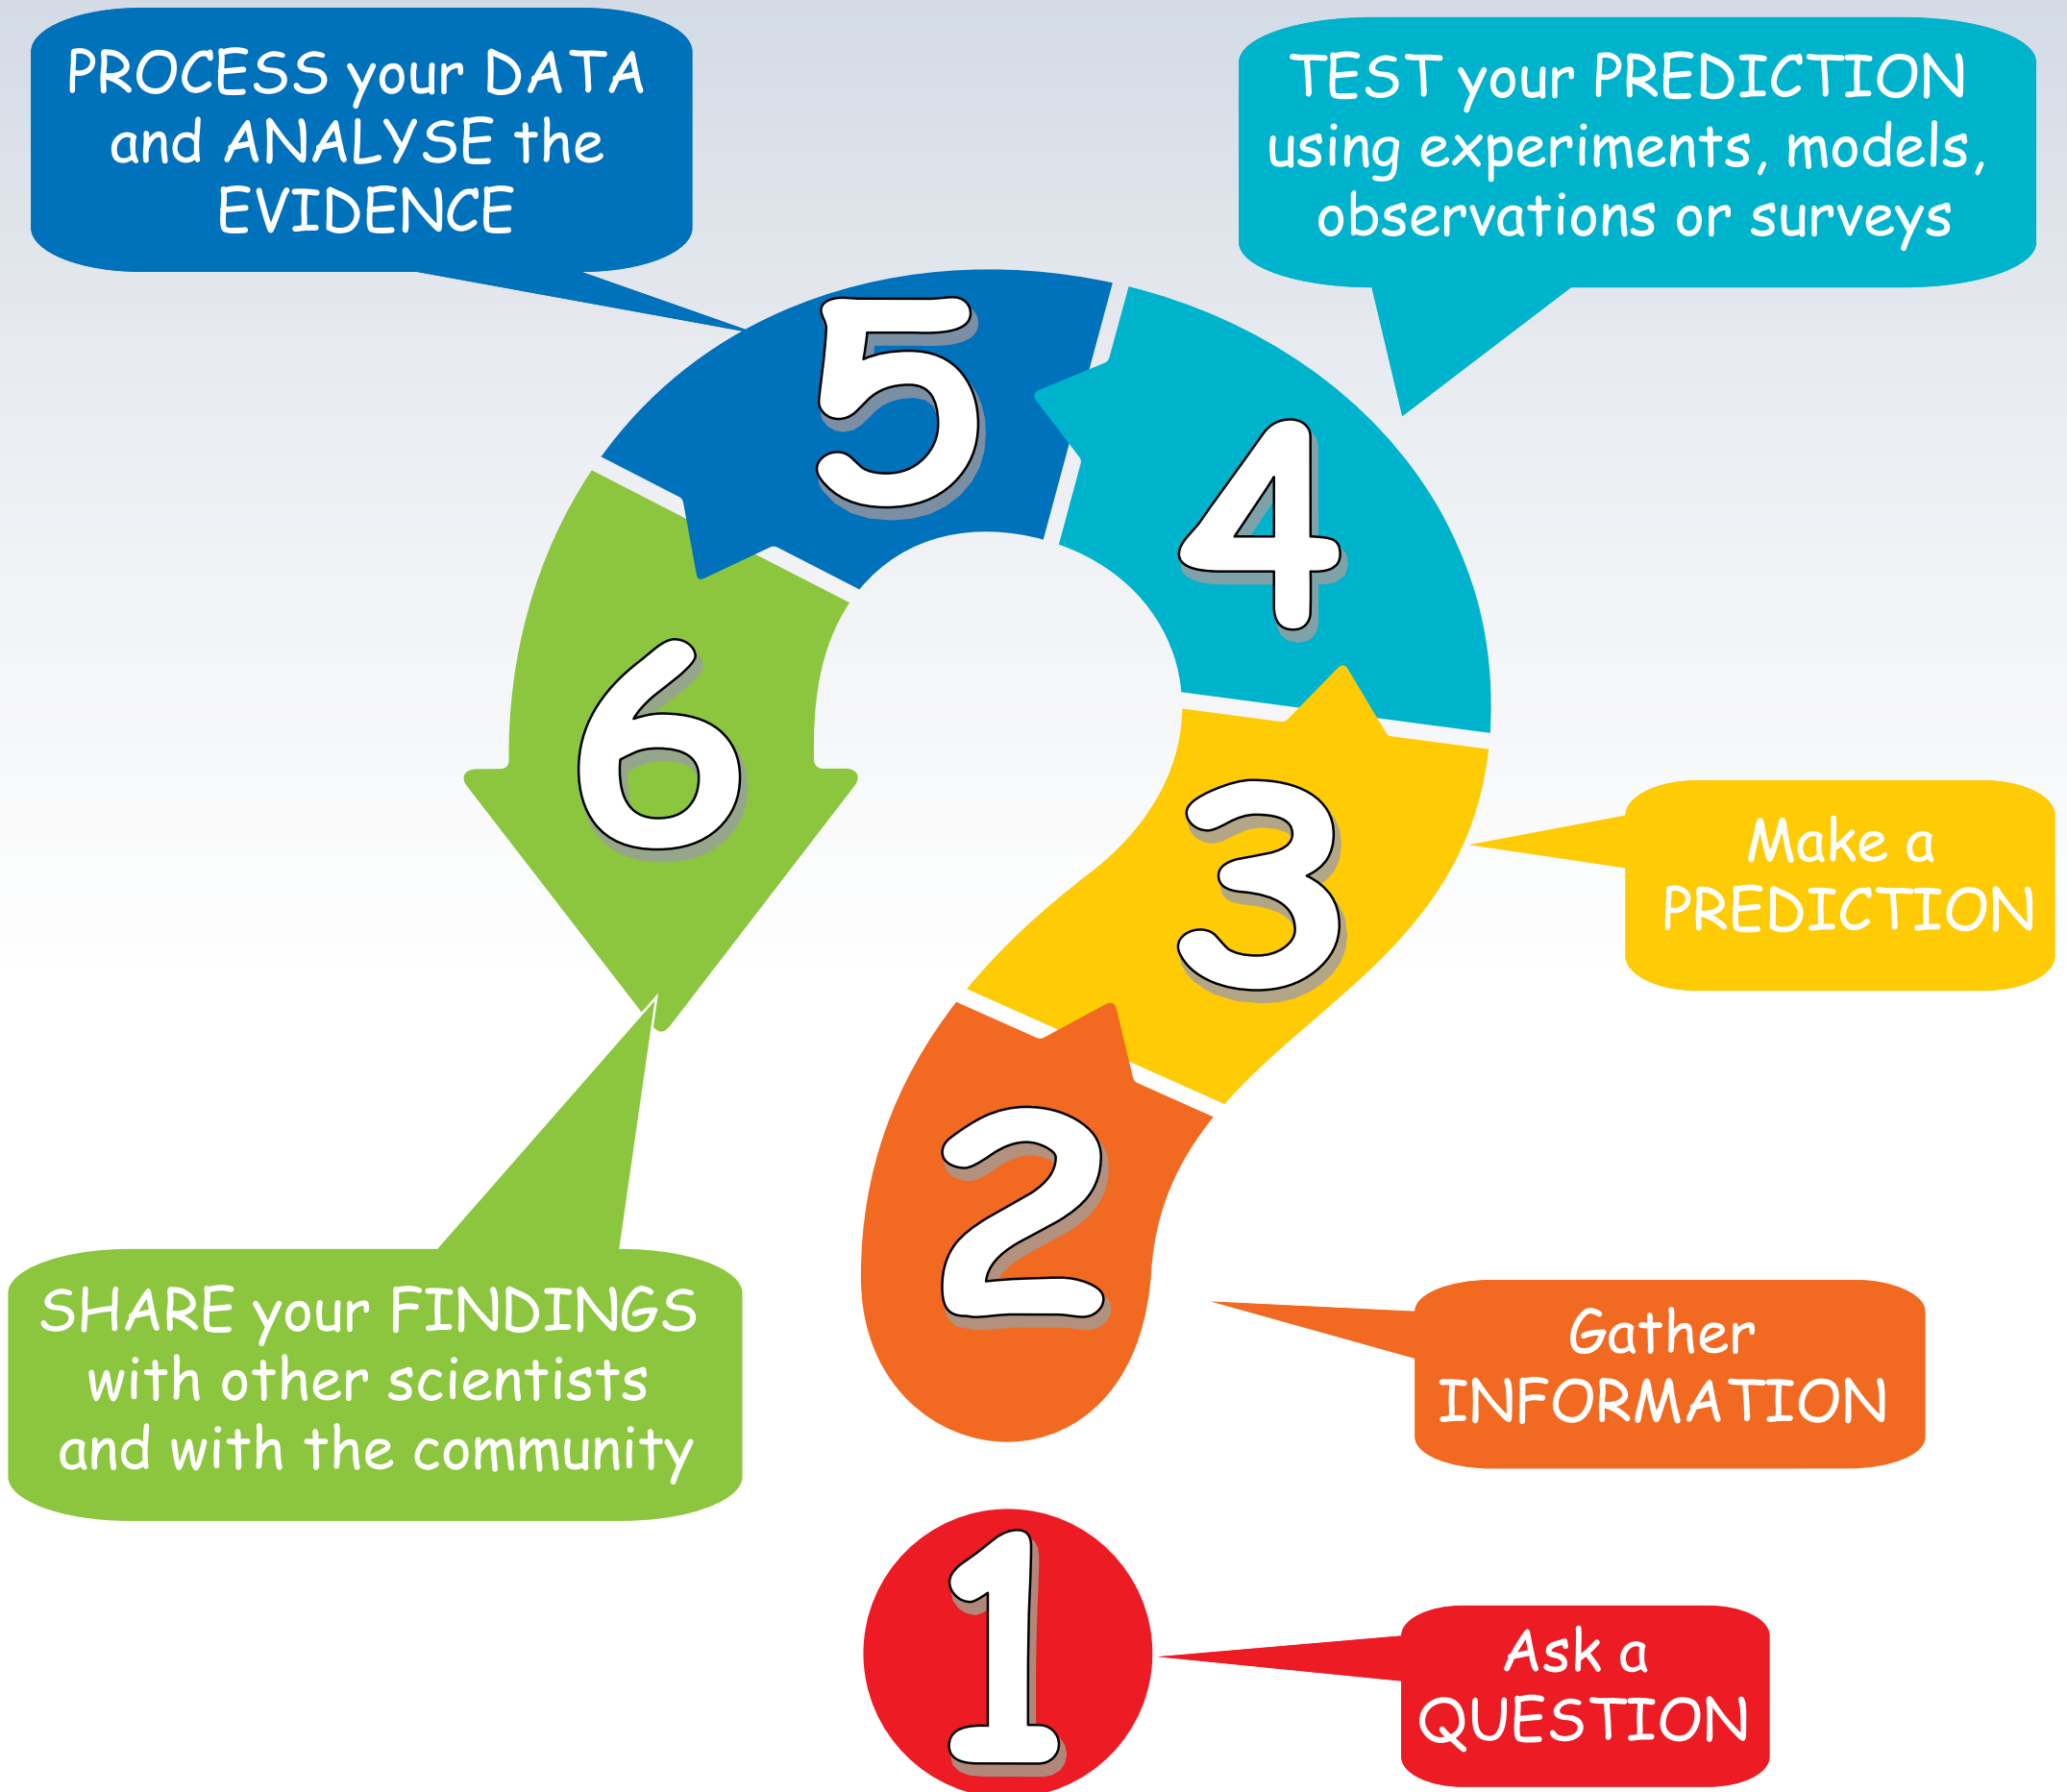 PROCESS your DATA
and ANALYSE the
EVIDENCE
TEST your PREDICTION
using experiments, models,
observations or surveys
5
4
6
3
Make a
PREDICTION
2
SHARE your FINDINGS
with other scientists
and with the community
Gather
INFORMATION
1
Ask a
QUESTION